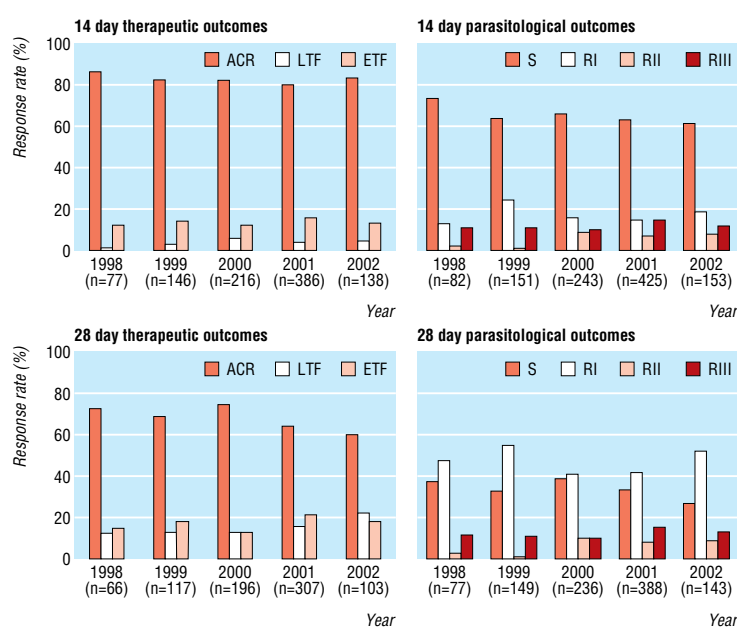 14 day therapeutic outcomes
Response rate (%)
100
80
60
40
20
0
ACR LTF ETF
1998 1999 2000 2001 2002
(n=77) (n=146) (n=216) (n=386) (n=138)
Year
14 day parasitological outcomes
S RI RII RIII
1998 1999 2000 2001 2002
(n=82) (n=151) (n=243) (n=425) (n=153)
Year
28 day therapeutic outcomes
Response rate (%)
100
80
60
40
20
0
ACR LTF ETF
1998 1999 2000 2001 2002
(n=66) (n=117) (n=196) (n=307) (n=103)
Year
28 day parasitological outcomes
S RI RII RIII
1998 1999 2000 2001 2002
(n=77) (n=149) (n=236) (n=388) (n=143)
Year